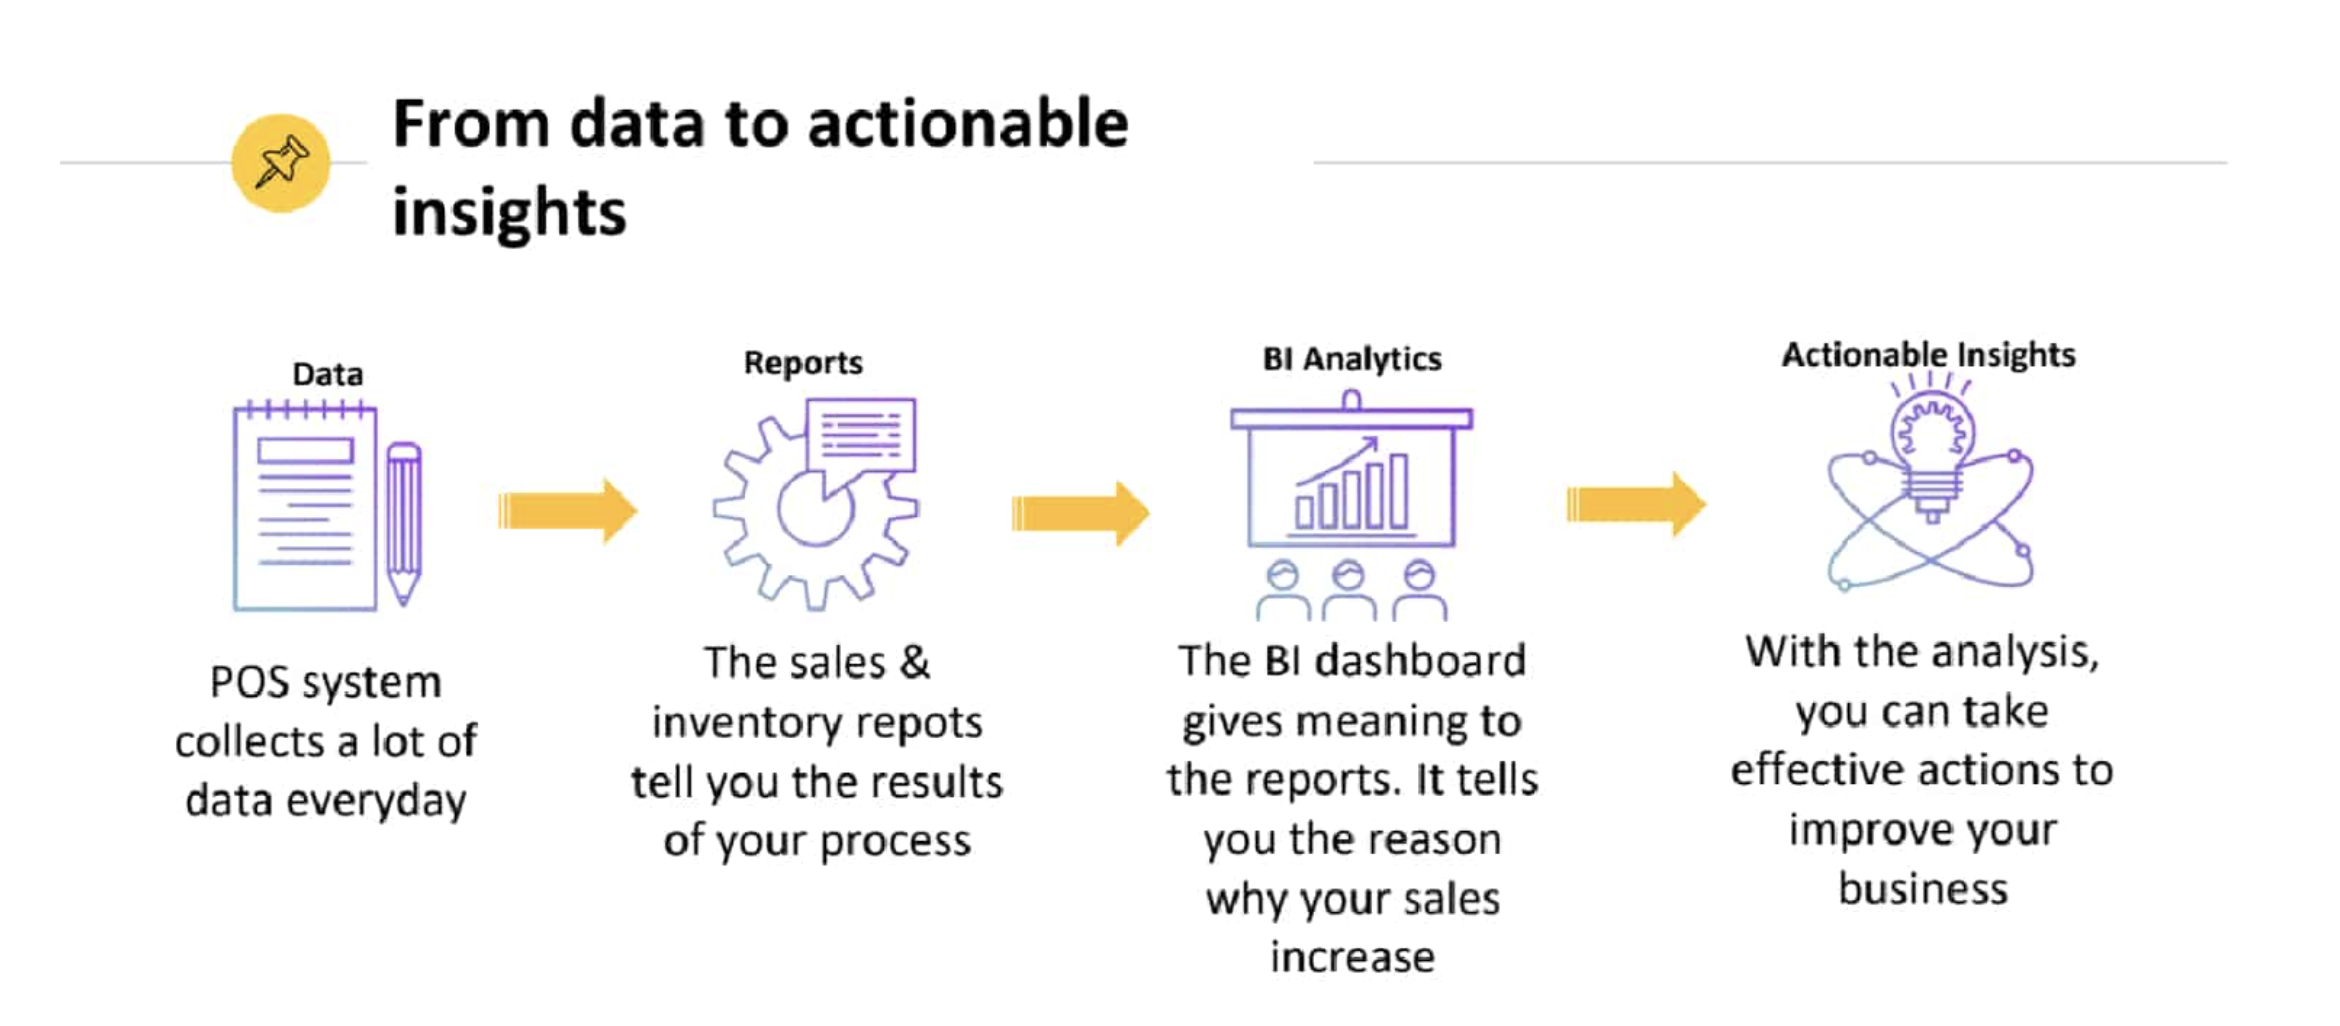 From data to actionable
insights
Data
POS system
collects a lot of
data everyday
Reports
The sales &
inventory repots
tell you the results
of your process
BI Analytics
The BI dashboard
gives meaning to
the reports. It tells
you the reason
why your sales
increase
Actionable Insights
With the analysis,
you can take
effective actions to
improve your
business